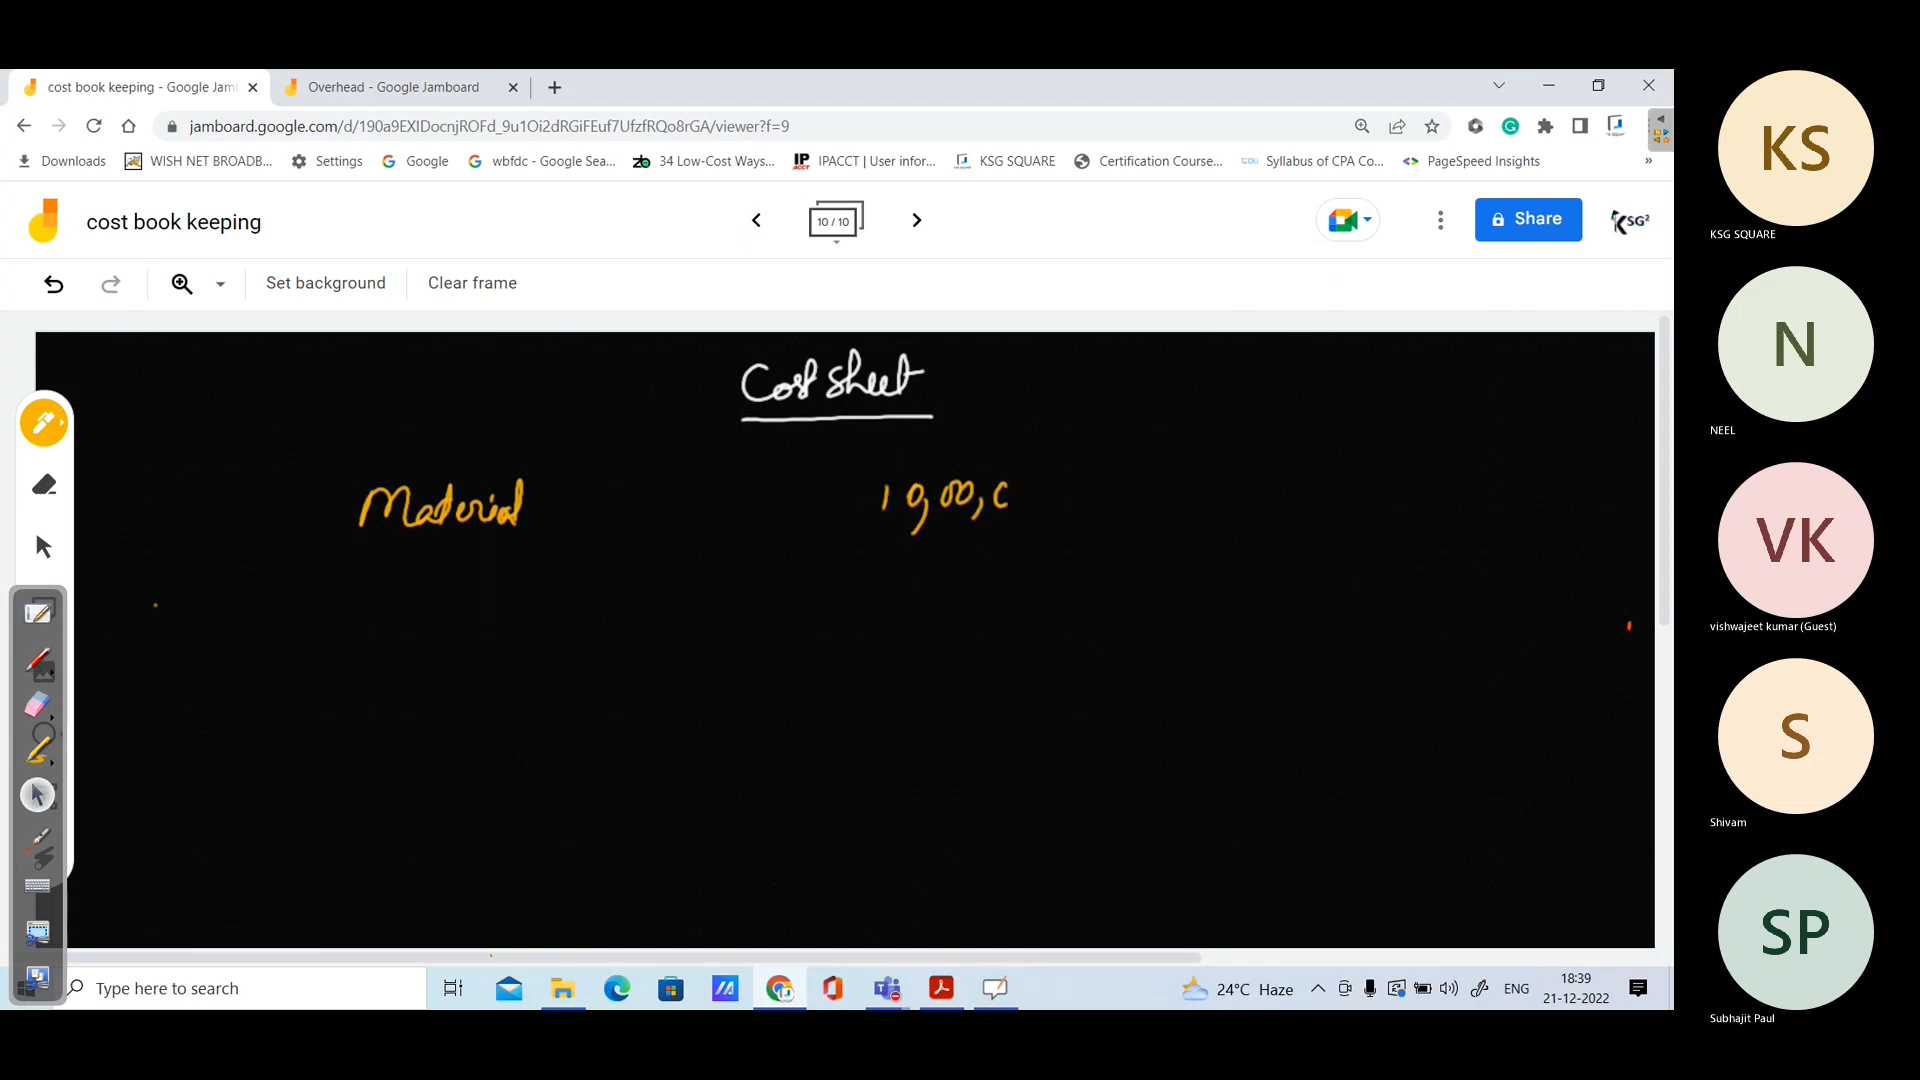 cost book keeping - Google Jam
Overhead - Google Jamboard
jamboard.google.com/d/190a9EXIDocnjROFd_9u1Oi2dRGiFEuf7UfzfRQo8rGA/viewer?f=9
Downloads
WISH NET BROADB...
Settings
Google
wbfdc - Google Sea...
34 Low-Cost Ways...
IPACCT | User infor...
KSG SQUARE
Certification Course...
Syllabus of CPA Co...
PageSpeed Insights
»
cost book keeping
10 / 10
Share
KSG²
Set background
Clear frame
Cost sheet
Material 10,00,0
Type here to search
24°C Haze
ENG
18:39
21-12-2022
KS
KSG SQUARE
N
NEEL
VK
vishwajeet kumar (Guest)
S
Shivam
SP
Subhajit Paul